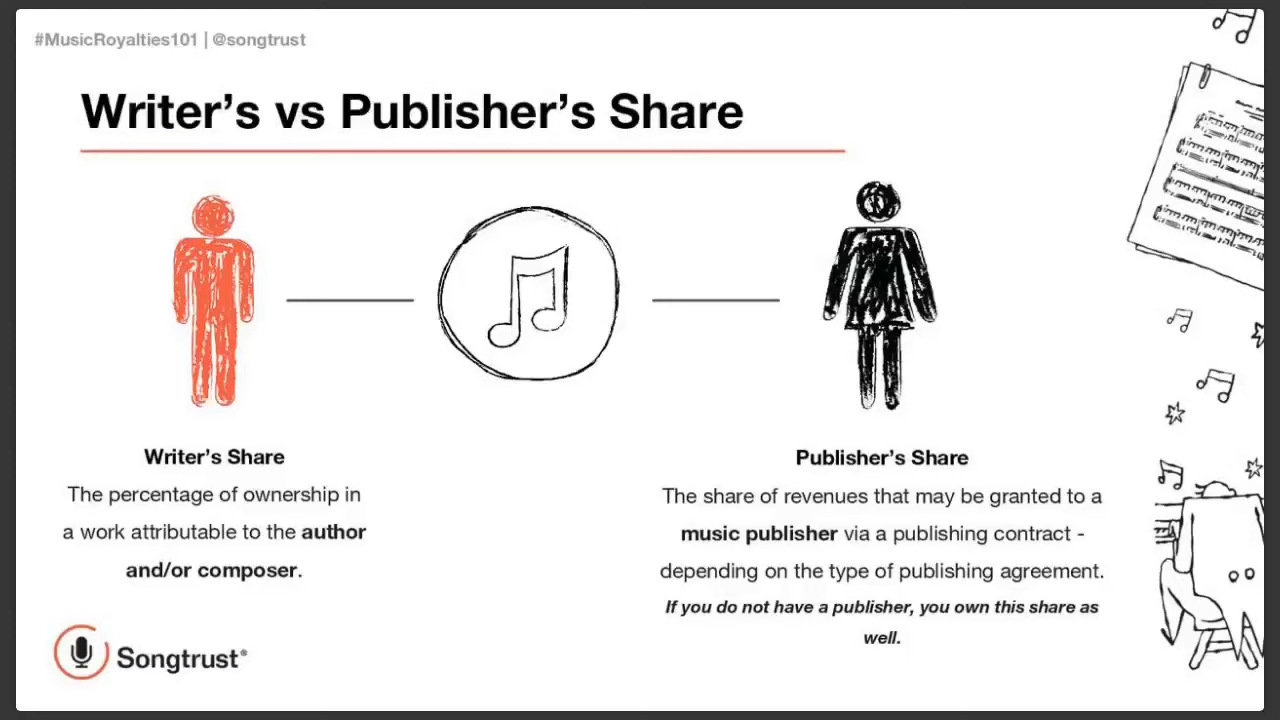 #MusicRoyalties101 | @songtrust
Writer's vs Publisher's Share
Writer's Share
The percentage of ownership in
a work attributable to the author
and/or composer.
Publisher's Share
The share of revenues that may be granted to a
music publisher via a publishing contract -
depending on the type of publishing agreement.
If you do not have a publisher, you own this share as
well.
Songtrust®